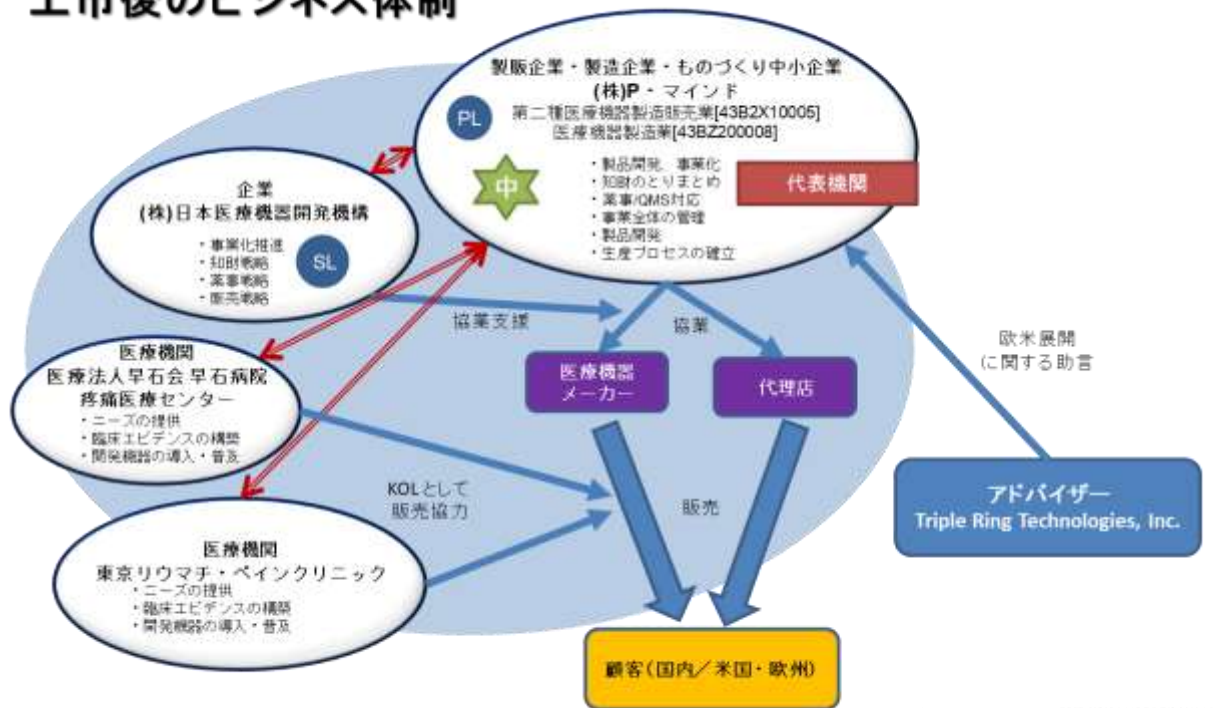 上市後のビジネス体制
製販企業・製造企業・ものづくり中小企業
(株)P・マインド
第二種医療機器製造販売業[43B2X10005]
医療機器製造業[43BZ200008]
PL
中
・製品開発、事業化
・知財のとりまとめ
・薬事/QMS対応
・事業全体の管理
・製品開発
・生産プロセスの確立
代表機関
企業
(株)日本医療機器開発機構
・事業化推進
・知財戦略
・薬事戦略
・販売戦略
SL
協業支援
協業
欧米展開
に関する助言
医療機関
医療法人早石会 早石病院
疼痛医療センター
・ニーズの提供
・臨床エビデンスの構築
・開発機器の導入・普及
医療機器
メーカー
代理店
KOLとして
販売協力
販売
アドバイザー
Triple Ring Technologies, Inc.
医療機関
東京リウマチ・ペインクリニック
・ニーズの提供
・臨床エビデンスの構築
・開発機器の導入・普及
顧客(国内／米国・欧州)